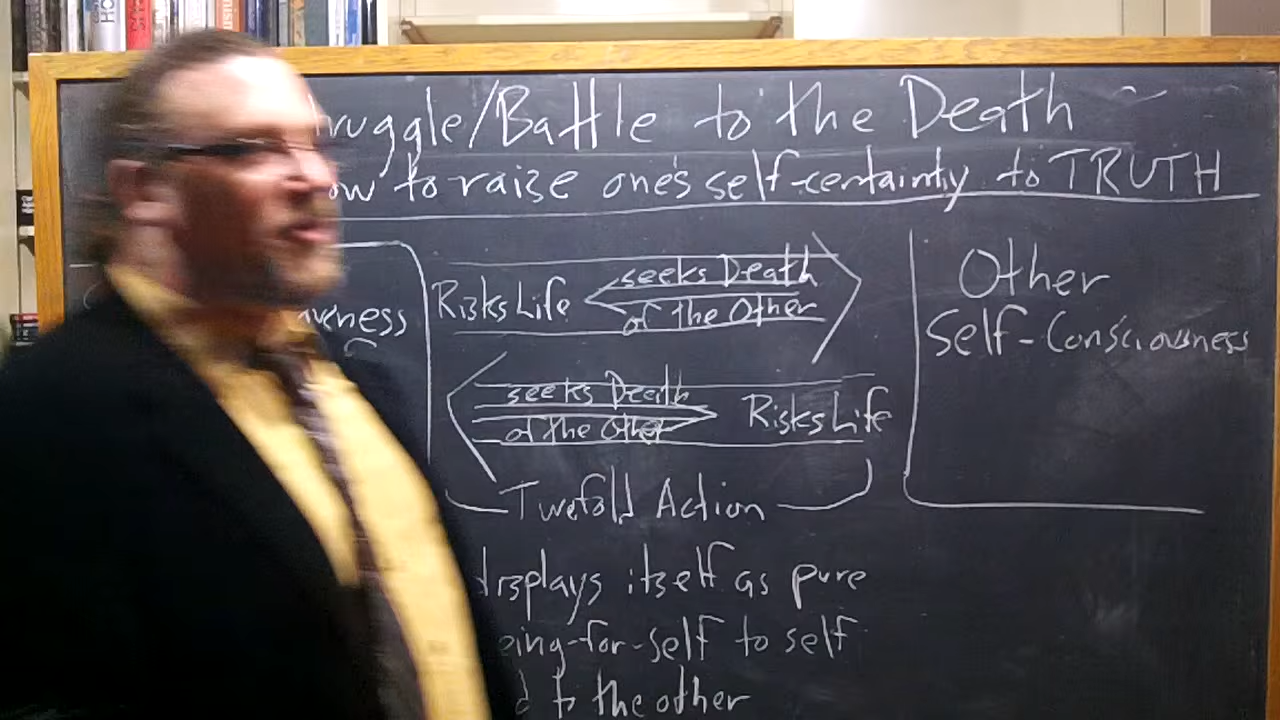 truggle/Battle to the Death
ow to raise one's self-certainty to TRUTH
Risks Life
seeks Death
of the Other
Other
Self-Consciousness
iveness
seeks Death
of the Other
Risks Life
Twofold Action
displays itself as pure
eing-for-self to self
d to the other